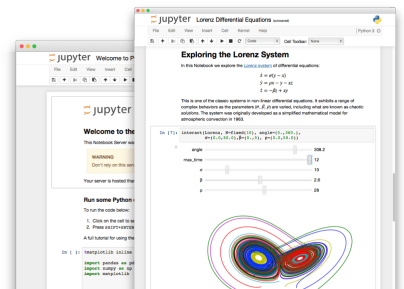 jupyter Lorenz Differential Equations (autosaved)
File Edit View Insert Cell Kernel Help Python 3
Code Cell Toolbar: None
Exploring the Lorenz System
In this Notebook we explore the Lorenz system of differential equations:
ẋ = σ(y − x)
ẏ = ρx − y − xz
ż = −βz + xy
This is one of the classic systems in non-linear differential equations. It exhibits a range of
complex behaviors as the parameters (σ, β, ρ) are varied, including what are known as chaotic
solutions. The system was originally developed as a simplified mathematical model for
atmospheric convection in 1963.
In [7]: interact(Lorenz, N=fixed(10), angle=(0.,360.),
σ=(0.0,50.0),β=(0.,5), ρ=(0.0,50.0))
angle 308.2
max_time 12
σ 10
β 2.6
ρ 28
jupyter Welcome to P
File Edit View Insert Cell
jupyter
Welcome to the
This Notebook Server was
WARNING
Don't rely on this serv
Your server is hosted than
Run some Python
To run the code below:
1. Click on the cell to se
2. Press SHIFT+ENTER
A full tutorial for using the
In [ ]: %matplotlib inline
import pandas as pd
import numpy as np
import matplotlib